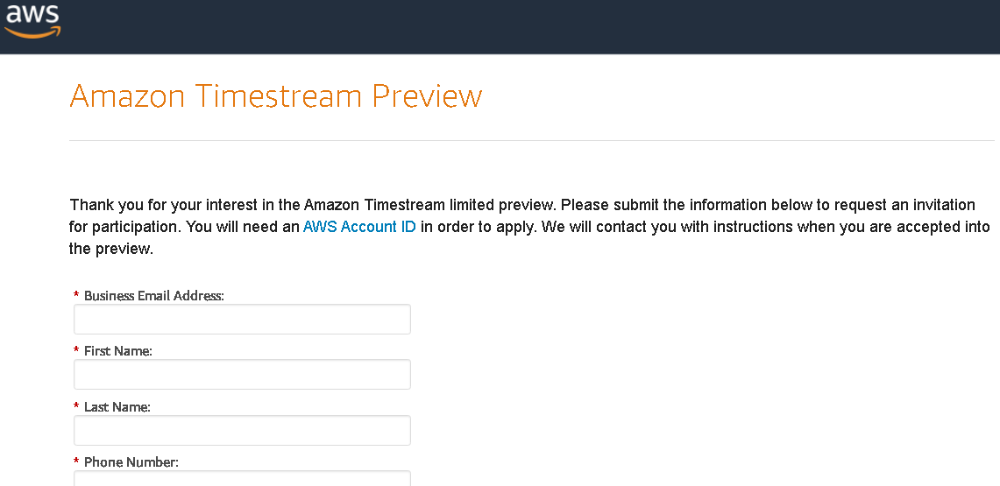 aws
Amazon Timestream Preview
Thank you for your interest in the Amazon Timestream limited preview. Please submit the information below to request an invitation
for participation. You will need an AWS Account ID in order to apply. We will contact you with instructions when you are accepted into
the preview.
* Business Email Address:
* First Name:
* Last Name:
* Phone Number: